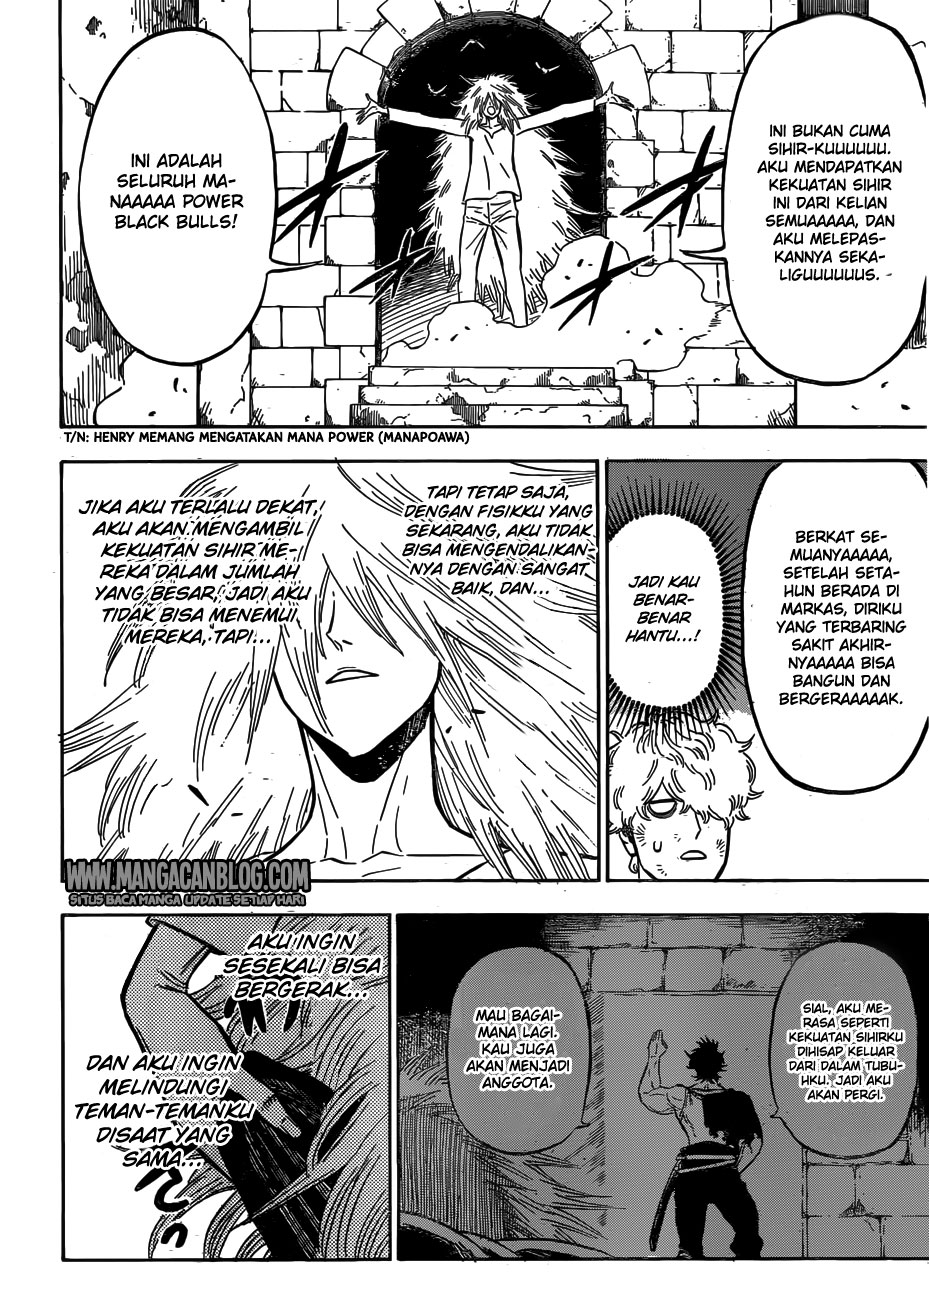 INI BUKAN CUMA
SIHIR-KUUUUUU.
AKU MENDAPATKAN
KEKUATAN SIHIR
INI DARI KELIAN
SEMUAAAAA, DAN
AKU MELEPAS-
KANNYA SEKA-
LIGUUUUUUS.
INI ADALAH
SELURUH MA-
NAAAAA POWER
BLACK BULLS!
T/N: HENRY MEMANG MENGATAKAN MANA POWER (MANAPOAWA)
BERKAT SE-
MUANYAAAAA,
SETELAH SETA-
HUN BERADA DI
MARKAS, DIRIKU
YANG TERBARING
SAKIT AKHIR-
NYAAAAA BISA
BANGUN DAN
BERGERAAAAAK.
JADI KAU
BENAR-
BENAR
HANTU...!
TAPI TETAP SAJA,
DENGAN FISIKKU YANG
SEKARANG, AKU TIDAK
BISA MENGENDALIKAN-
NYA DENGAN SANGAT
BAIK, DAN...
JIKA AKU TERLALU DEKAT,
AKU AKAN MENGAMBIL
KEKUATAN SIHIR ME-
REKA DALAM JUMLAH
YANG BESAR, JADI AKU
TIDAK BISA MENEMUI
MEREKA, TAPI...
WWW.MANGACANBLOG.COM
SITUS BACA MANGA UPDATE SETIAP HARI
SIAL, AKU ME-
RASA SEPERTI
KEKUATAN SIHIRKU
DIHISAP KELUAR
DARI DALAM TUBU-
HKU. JADI AKU
AKAN PERGI.
MAU BAGAI-
MANA LAGI.
KAU JUGA
AKAN MENJADI
ANGGOTA.
AKU INGIN
SESEKALI BISA
BERGERAK...
DAN AKU INGIN
MELINDUNGI
TEMAN-TEMANKU
DISAAT YANG
SAMA...